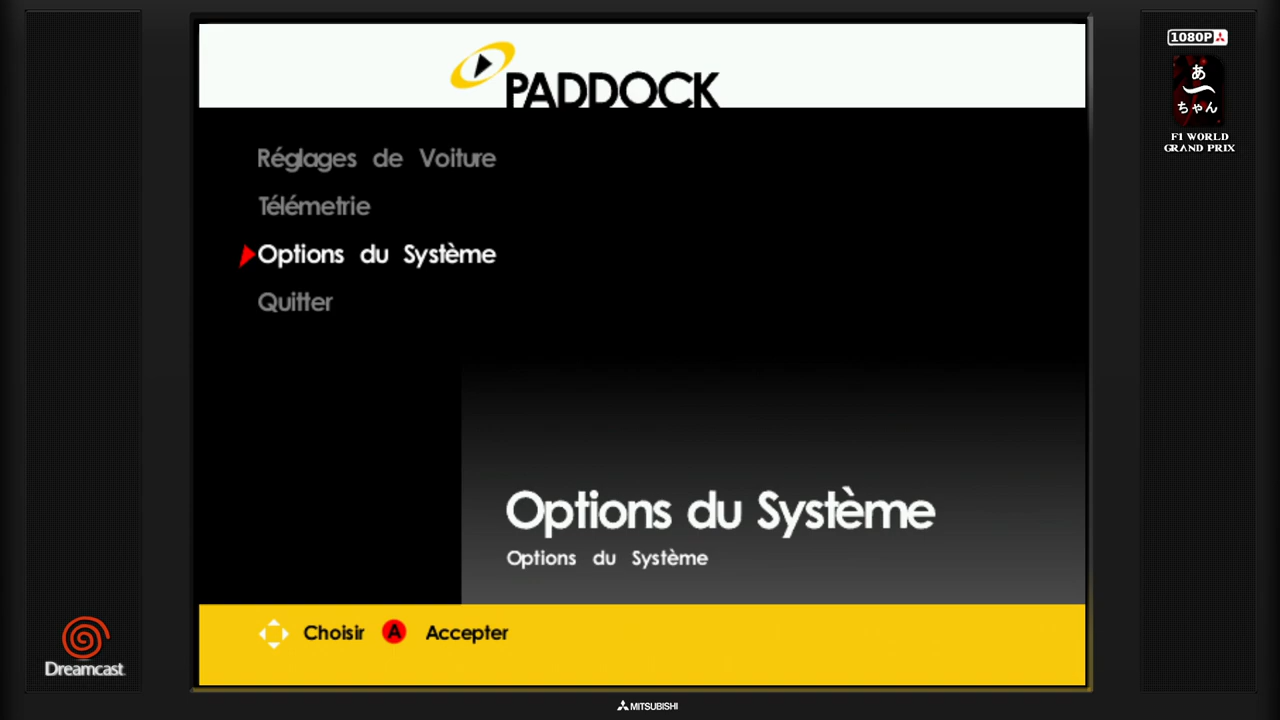 PADDOCK
Réglages de Voiture
Télémetrie
Options du Système
Quitter
Options du Système
Options du Système
Choisir A Accepter
1080P
あ
ー
ちゃん
F1 WORLD
GRAND PRIX
Dreamcast
MITSUBISHI